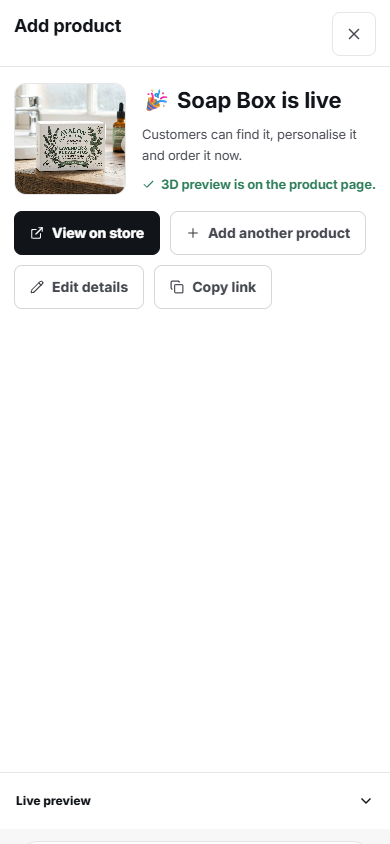 Add product
Soap Box is live
Customers can find it, personalise it
and order it now.
3D preview is on the product page.
View on store
Add another product
Edit details
Copy link
Live preview